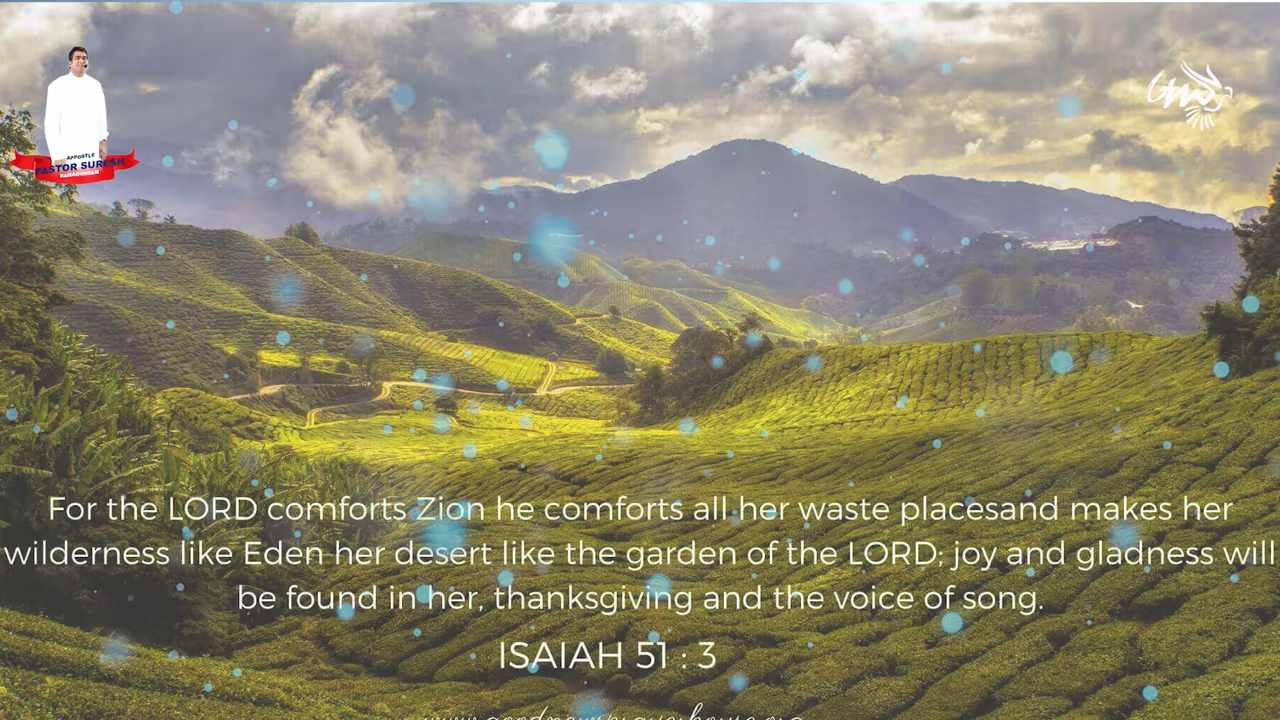 APPOSTLE
PASTOR SURESH
RAMAGUNDAM
For the LORD comforts Zion he comforts all her waste placesand makes her
wilderness like Eden her desert like the garden of the LORD; joy and gladness will
be found in her, thanksgiving and the voice of song.
ISAIAH 51 : 3